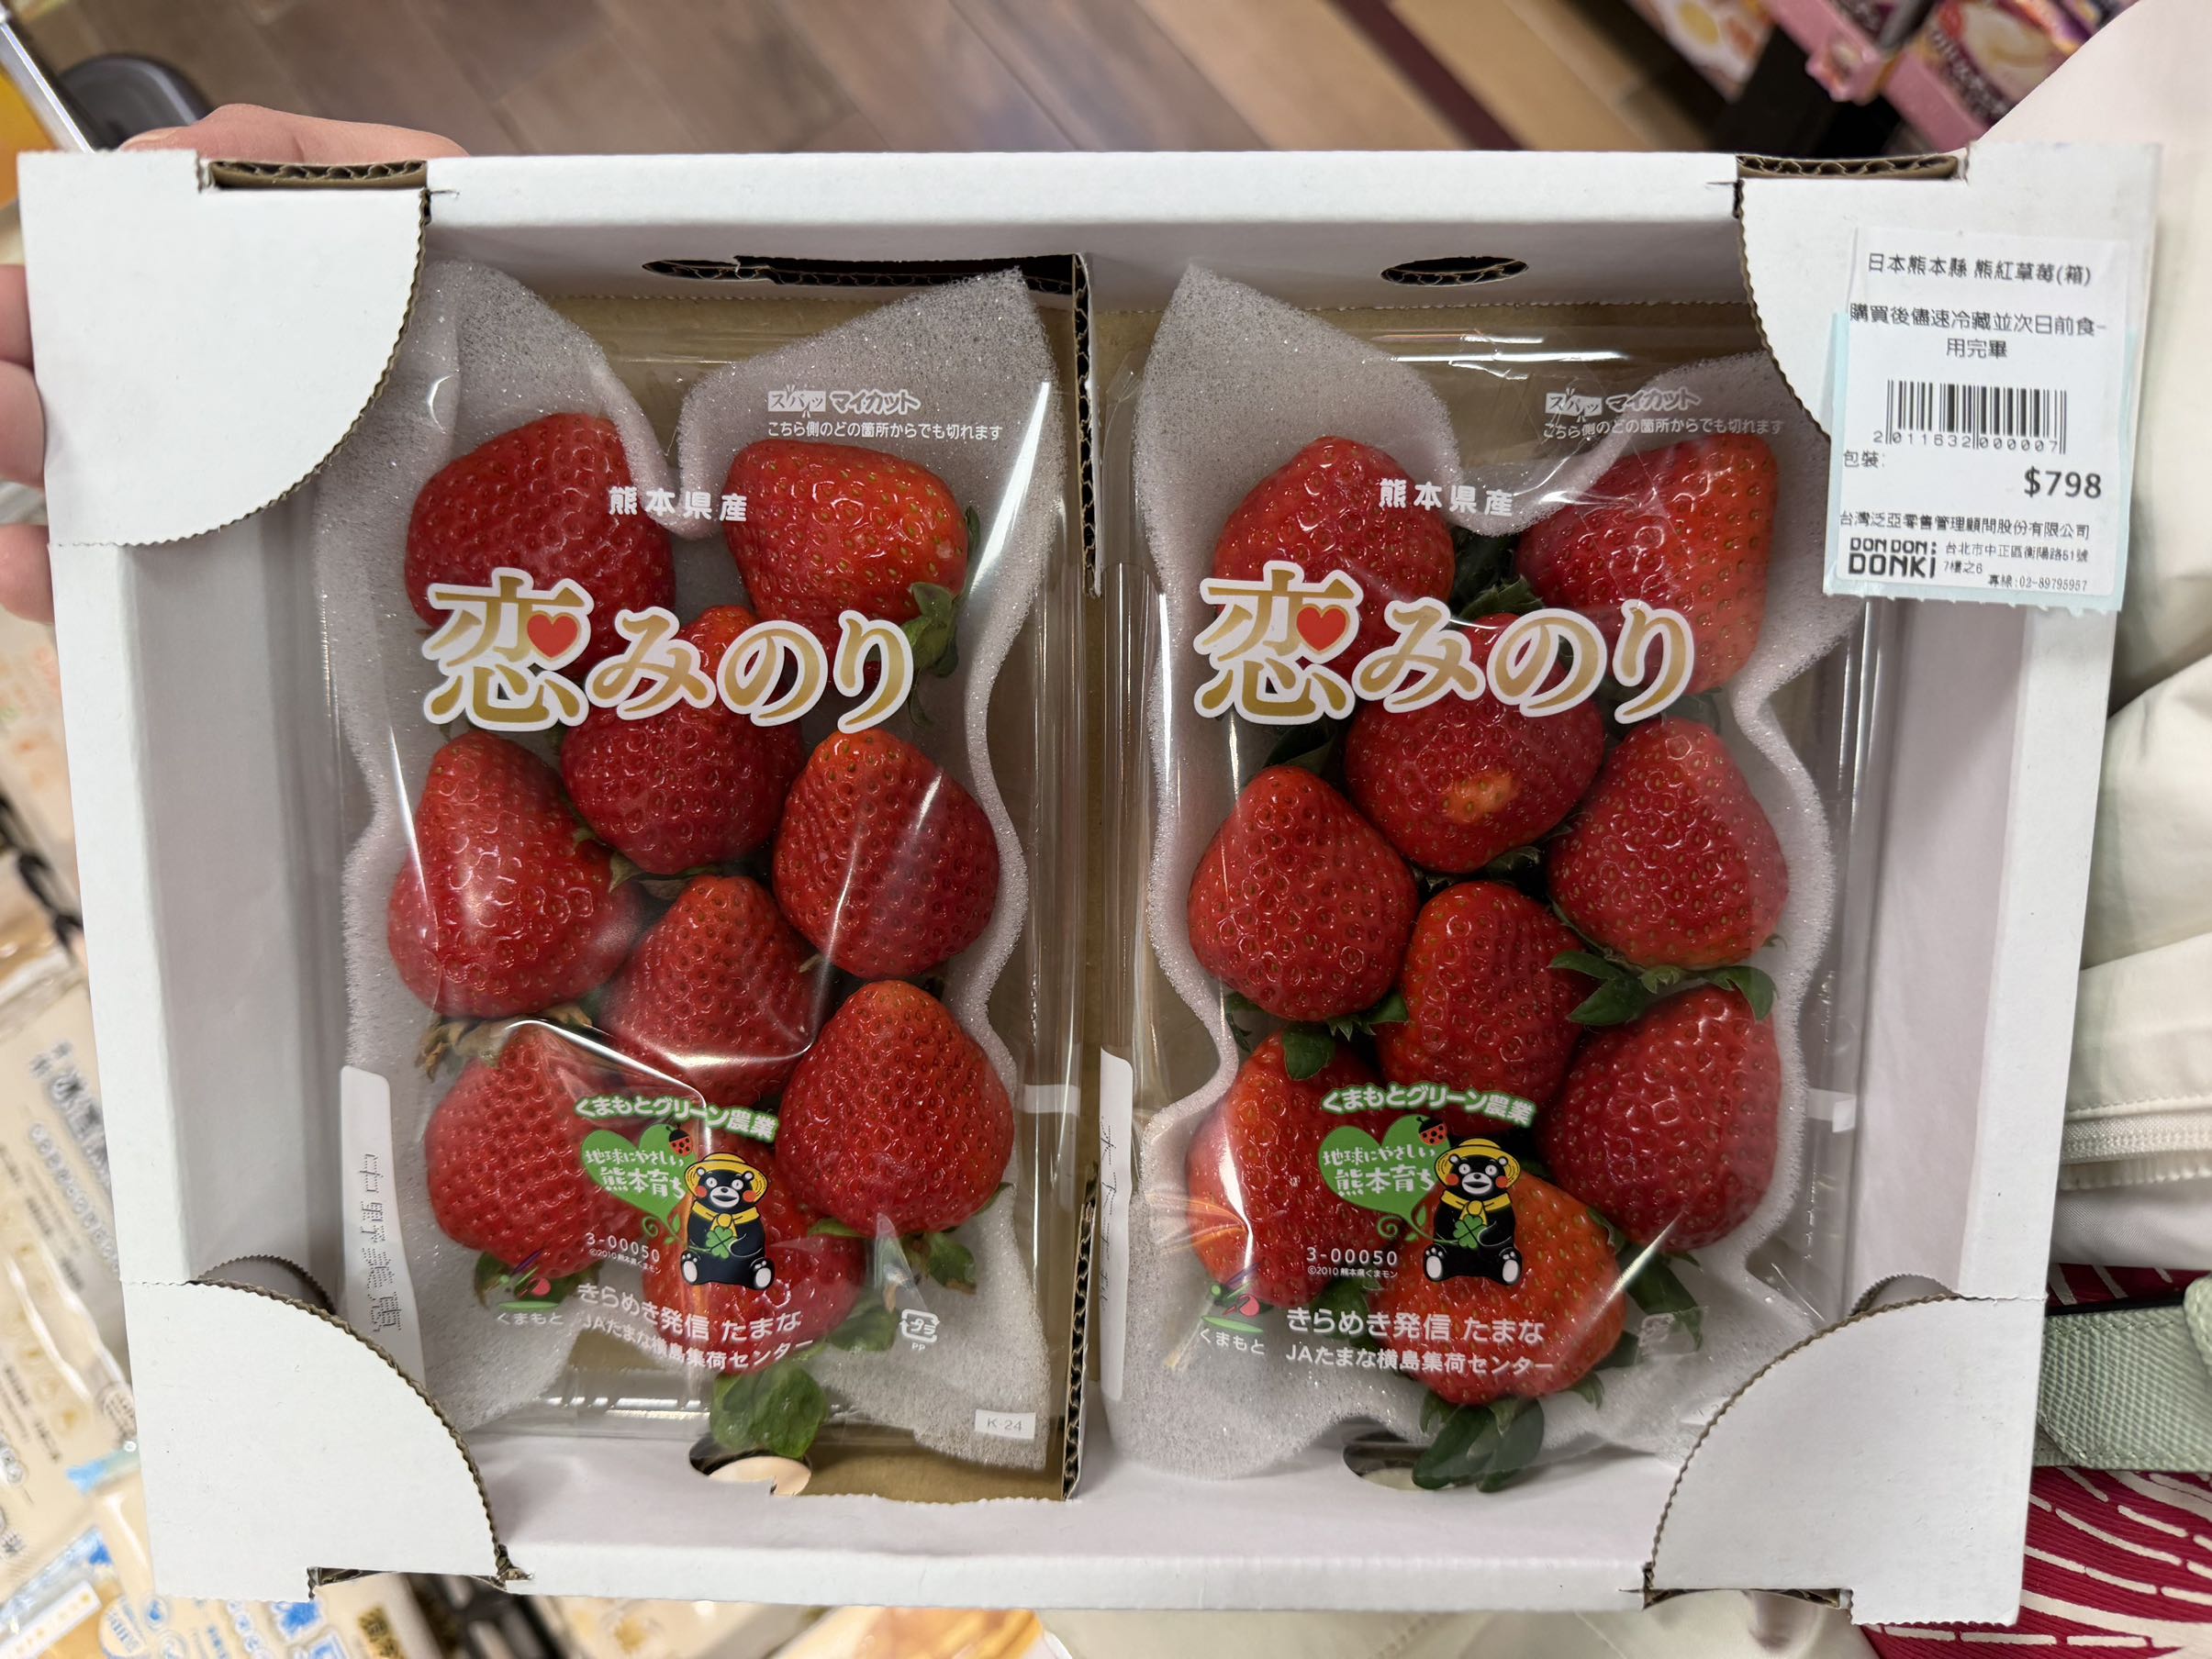 スパッ マイカット
こちら側のどの箇所からでも切れます
熊本県産
恋みのり
くまもとグリーン農業
地球にやさしい
熊本育ち
3-00050
©2010熊本県くまモン
くまもと
きらめき発信 たまな
JAたまな横島集荷センター
プラ
PP
K-24
スパッ マイカット
こちら側のどの箇所からでも切れます
熊本県産
恋みのり
くまもとグリーン農業
地球にやさしい
熊本育ち
3-00050
©2010熊本県くまモン
くまもと
きらめき発信 たまな
JAたまな横島集荷センター
日本熊本縣 熊紅草莓(箱)
購買後儘速冷藏並次日前食-
用完畢
2 011632 000007
包裝:
$798
台灣泛亞零售管理顧問股份有限公司
DON DON DONKI
台北市中正區衡陽路51號
7樓之6
專線:02-89795957